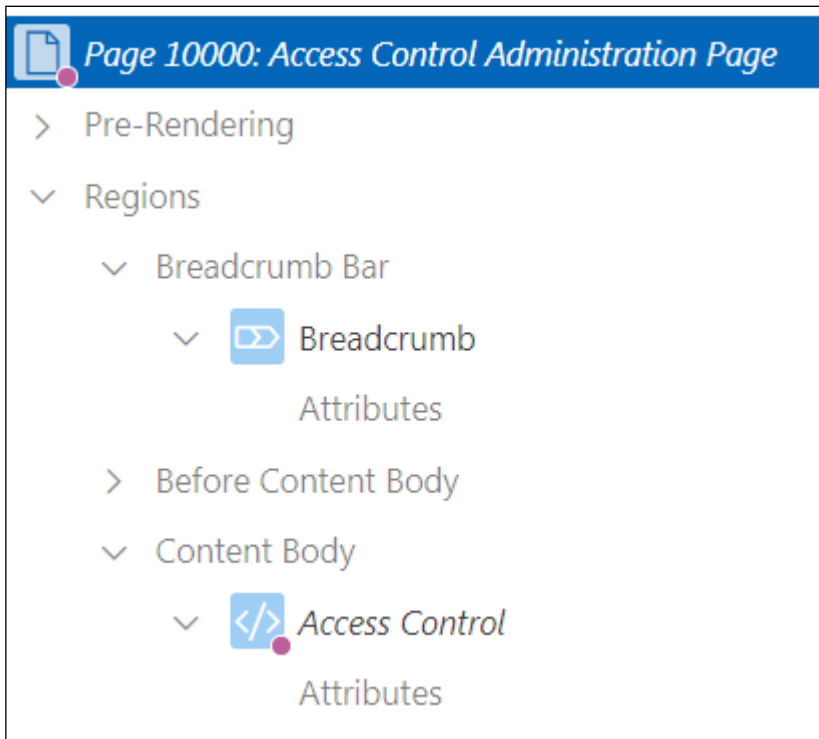 Page 10000: Access Control Administration Page
Pre-Rendering
Regions
Breadcrumb Bar
Breadcrumb
Attributes
Before Content Body
Content Body
Access Control
Attributes